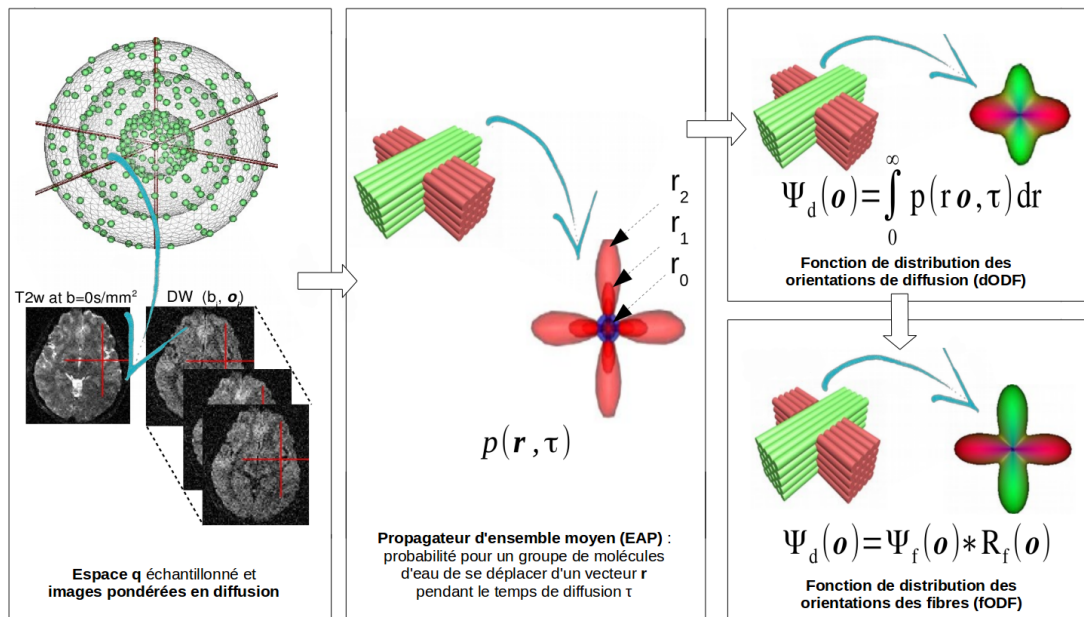 T2w at b=0s/mm²
DW (bᵢ, oᵢ)
Espace q échantillonné et
images pondérées en diffusion
r₂
r₁
r₀
p(r,τ)
Propagateur d'ensemble moyen (EAP) :
probabilité pour un groupe de molécules
d'eau de se déplacer d'un vecteur r
pendant le temps de diffusion τ
Ψd(o)=∫₀^∞ p(r o,τ)dr
Fonction de distribution des
orientations de diffusion (dODF)
Ψd(o)=Ψf(o)*Rf(o)
Fonction de distribution des
orientations des fibres (fODF)